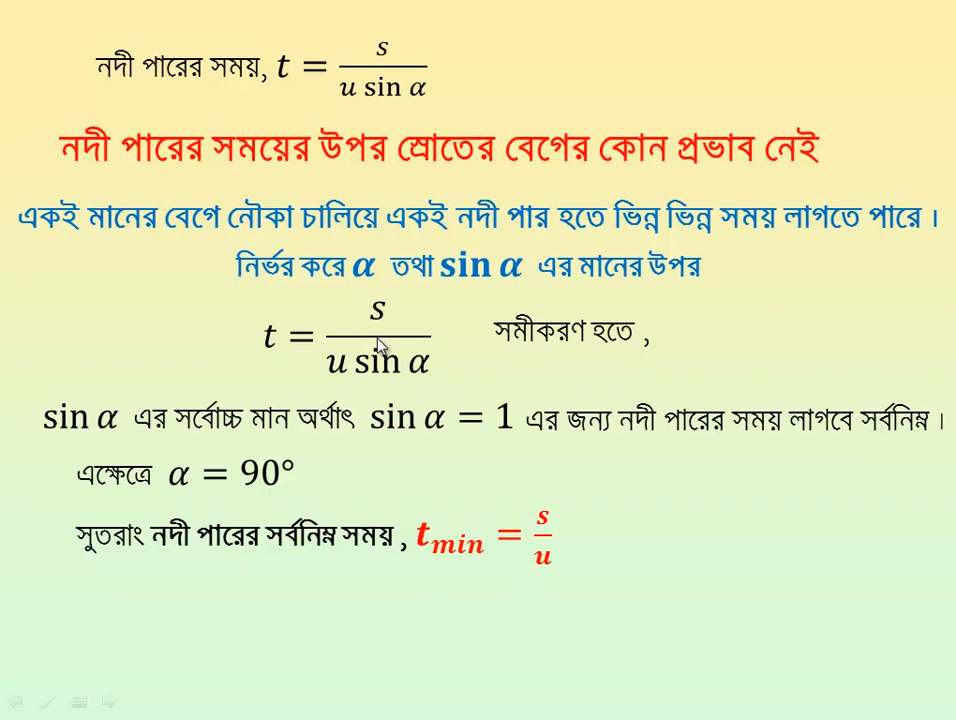 নদী পারের সময়, t = s / (u sin α)
নদী পারের সময়ের উপর স্রোতের বেগের কোন প্রভাব নেই
একই মানের বেগে নৌকা চালিয়ে একই নদী পার হতে ভিন্ন ভিন্ন সময় লাগতে পারে ।
নির্ভর করে α তথা sin α এর মানের উপর
t = s / (u sin α) সমীকরণ হতে ,
sin α এর সর্বোচ্চ মান অর্থাৎ sin α = 1 এর জন্য নদী পারের সময় লাগবে সর্বনিম্ন ।
এক্ষেত্রে α = 90°
সুতরাং নদী পারের সর্বনিম্ন সময় , t_min = s / u